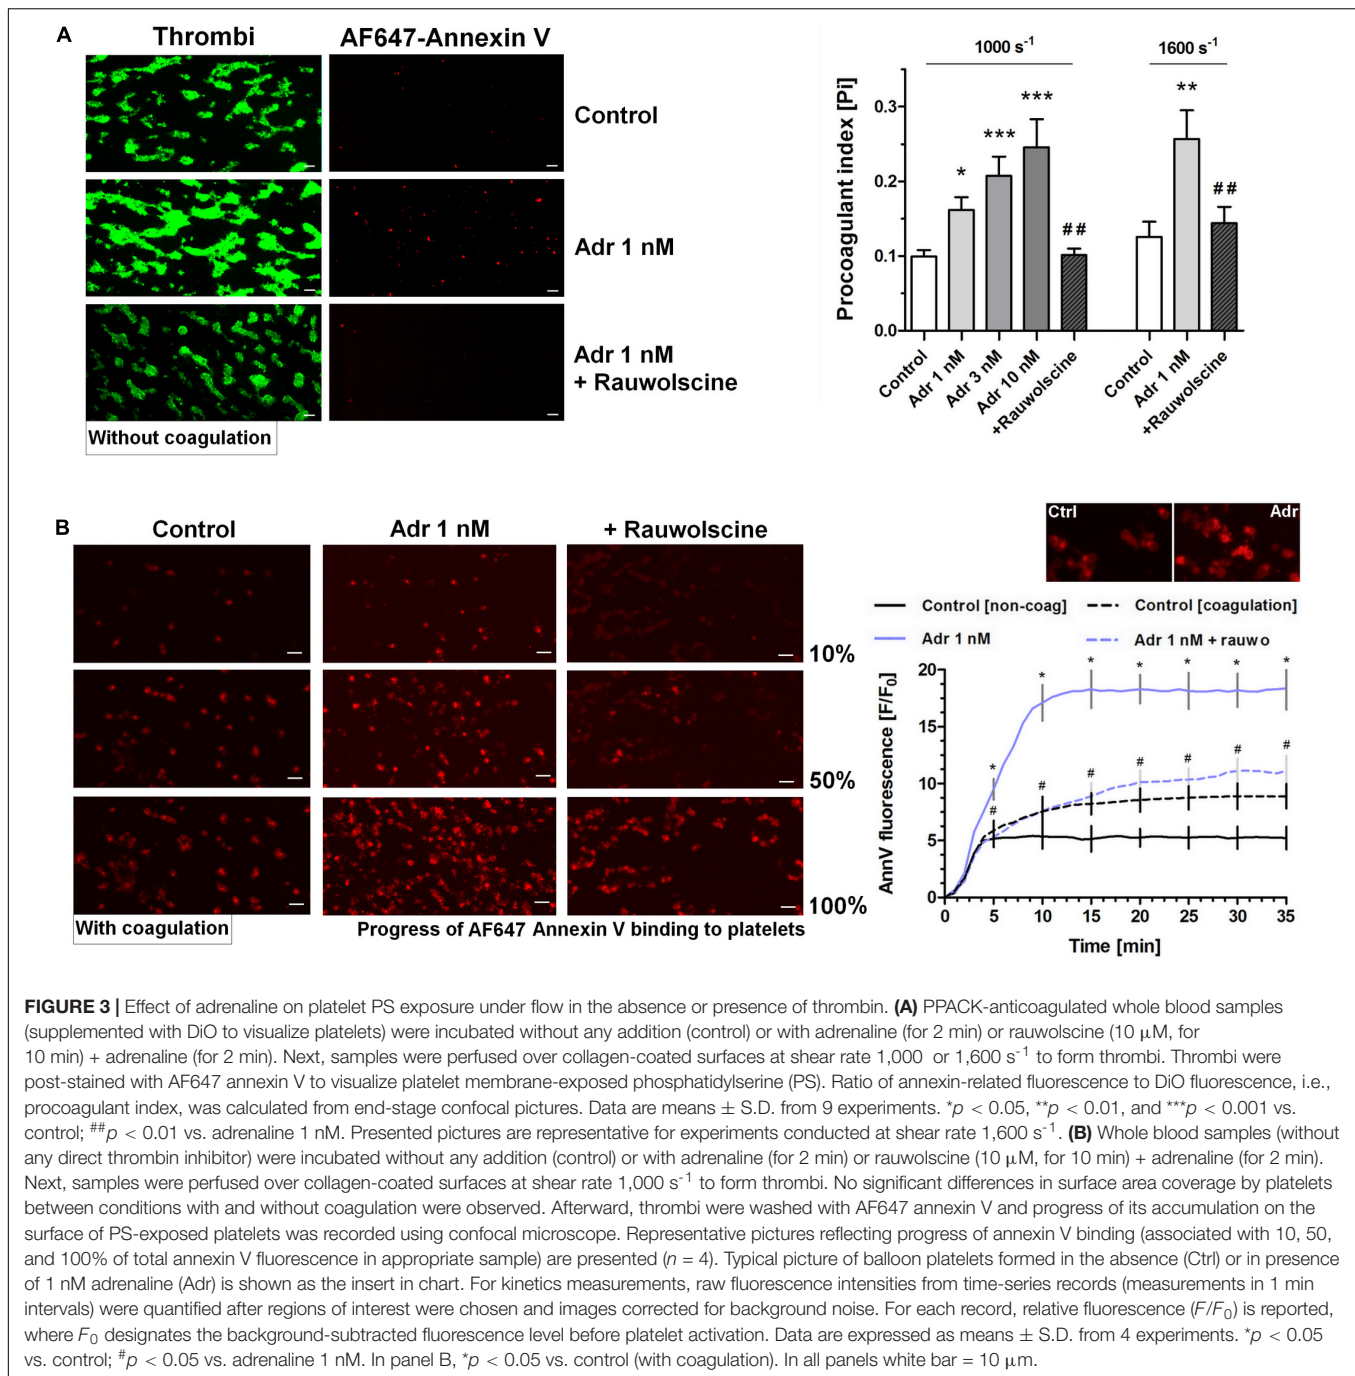 A
Thrombi
AF647-Annexin V
Control
Adr 1 nM
Adr 1 nM
+ Rauwolscine
Without coagulation
1000 s⁻¹
1600 s⁻¹
Procoagulant index [Pi]
0.3
0.2
0.1
0.0
*
***
***
##
**
##
Control
Adr 1 nM
Adr 3 nM
Adr 10 nM
+Rauwolscine
Control
Adr 1 nM
+Rauwolscine
B
Control
Adr 1 nM
+ Rauwolscine
10%
50%
100%
With coagulation
Progress of AF647 Annexin V binding to platelets
Ctrl
Adr
Control [non-coag]
Control [coagulation]
Adr 1 nM
Adr 1 nM + rauwo
AnnV fluorescence [F/F₀]
20
15
10
5
0
* * * * * * * *
# # # # # # #
0 5 10 15 20 25 30 35
Time [min]
FIGURE 3 | Effect of adrenaline on platelet PS exposure under flow in the absence or presence of thrombin. (A) PPACK-anticoagulated whole blood samples
(supplemented with DiO to visualize platelets) were incubated without any addition (control) or with adrenaline (for 2 min) or rauwolscine (10 μM, for
10 min) + adrenaline (for 2 min). Next, samples were perfused over collagen-coated surfaces at shear rate 1,000 or 1,600 s⁻¹ to form thrombi. Thrombi were
post-stained with AF647 annexin V to visualize platelet membrane-exposed phosphatidylserine (PS). Ratio of annexin-related fluorescence to DiO fluorescence, i.e.,
procoagulant index, was calculated from end-stage confocal pictures. Data are means ± S.D. from 9 experiments. *p < 0.05, **p < 0.01, and ***p < 0.001 vs.
control; ##p < 0.01 vs. adrenaline 1 nM. Presented pictures are representative for experiments conducted at shear rate 1,600 s⁻¹. (B) Whole blood samples (without
any direct thrombin inhibitor) were incubated without any addition (control) or with adrenaline (for 2 min) or rauwolscine (10 μM, for 10 min) + adrenaline (for 2 min).
Next, samples were perfused over collagen-coated surfaces at shear rate 1,000 s⁻¹ to form thrombi. No significant differences in surface area coverage by platelets
between conditions with and without coagulation were observed. Afterward, thrombi were washed with AF647 annexin V and progress of its accumulation on the
surface of PS-exposed platelets was recorded using confocal microscope. Representative pictures reflecting progress of annexin V binding (associated with 10, 50,
and 100% of total annexin V fluorescence in appropriate sample) are presented (n = 4). Typical picture of balloon platelets formed in the absence (Ctrl) or in presence
of 1 nM adrenaline (Adr) is shown as the insert in chart. For kinetics measurements, raw fluorescence intensities from time-series records (measurements in 1 min
intervals) were quantified after regions of interest were chosen and images corrected for background noise. For each record, relative fluorescence (F/F₀) is reported,
where F₀ designates the background-subtracted fluorescence level before platelet activation. Data are expressed as means ± S.D. from 4 experiments. *p < 0.05
vs. control; #p < 0.05 vs. adrenaline 1 nM. In panel B, *p < 0.05 vs. control (with coagulation). In all panels white bar = 10 μm.